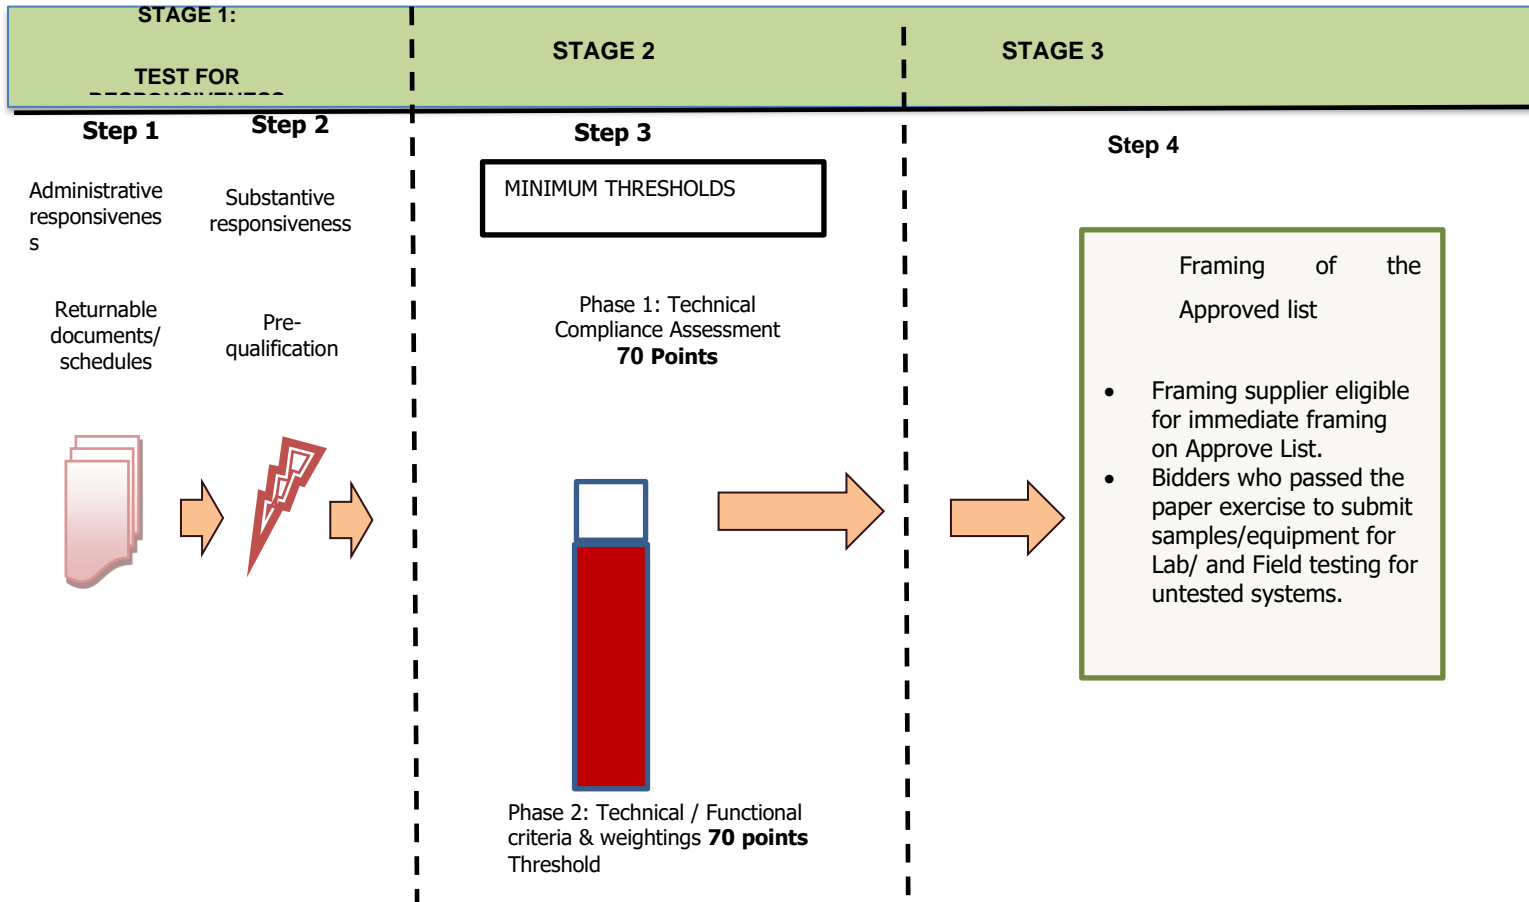 STAGE 1:
TEST FOR
RESPONSIVENESS
STAGE 2
STAGE 3
Step 1
Step 2
Administrative
responsivenes
s
Substantive
responsiveness
Returnable
documents/
schedules
Pre-
qualification
Step 3
MINIMUM THRESHOLDS
Phase 1: Technical
Compliance Assessment
70 Points
Phase 2: Technical / Functional
criteria & weightings 70 points
Threshold
Step 4
Framing of the
Approved list
• Framing supplier eligible
for immediate framing
on Approve List.
• Bidders who passed the
paper exercise to submit
samples/equipment for
Lab/ and Field testing for
untested systems.